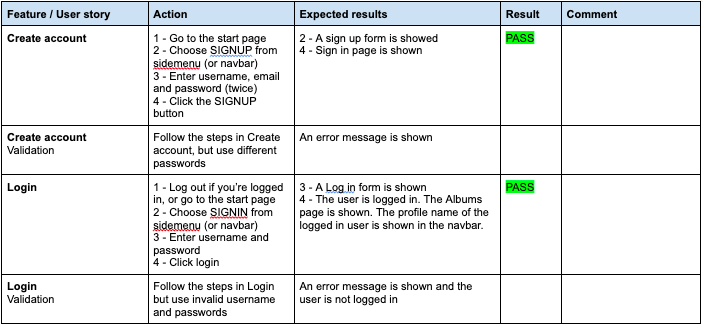 Feature / User story Action Expected results Result Comment
Create account
1 - Go to the start page
2 - Choose SIGNUP from
sidemenu (or navbar)
3 - Enter username, email
and password (twice)
4 - Click the SIGNUP
button
2 - A sign up form is showed
4 - Sign in page is shown
PASS
Create account
Validation
Follow the steps in Create
account, but use different
passwords
An error message is shown
Login
1 - Log out if you're logged
in, or go to the start page
2 - Choose SIGNIN from
sidemenu (or navbar)
3 - Enter username and
password
4 - Click login
3 - A Log in form is shown
4 - The user is logged in. The Albums
page is shown. The profile name of the
logged in user is shown in the navbar.
PASS
Login
Validation
Follow the steps in Login
but use invalid username
and passwords
An error message is shown and the
user is not logged in